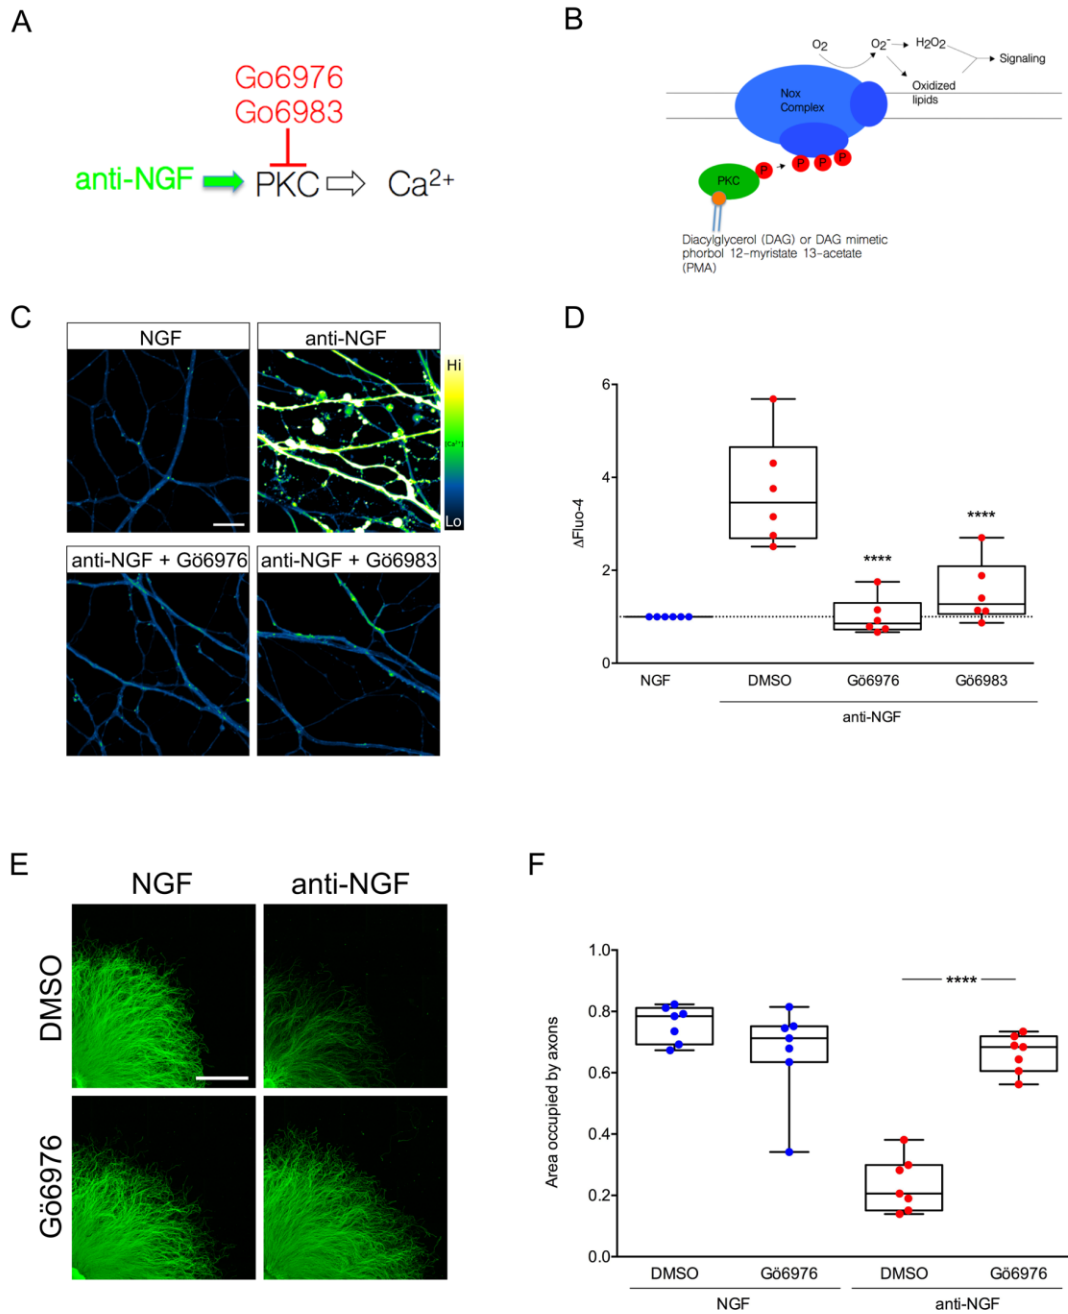 A
Go6976
Go6983
anti-NGF
PKC
Ca2+
B
O2
O2-
H2O2
Signaling
Oxidized
lipids
Nox
Complex
P
P
P
P
PKC
Diacylglycerol (DAG) or DAG mimetic
phorbol 12-myristate 13-acetate
(PMA)
C
NGF
anti-NGF
Hi
[Ca2+]
Lo
anti-NGF + Gö6976
anti-NGF + Gö6983
D
6
4
2
0
ΔFluo-4
****
****
NGF
DMSO
Gö6976
Gö6983
anti-NGF
E
NGF
anti-NGF
DMSO
Gö6976
F
1.0
0.8
0.6
0.4
0.2
0.0
Area occupied by axons
****
DMSO
Gö6976
DMSO
Gö6976
NGF
anti-NGF